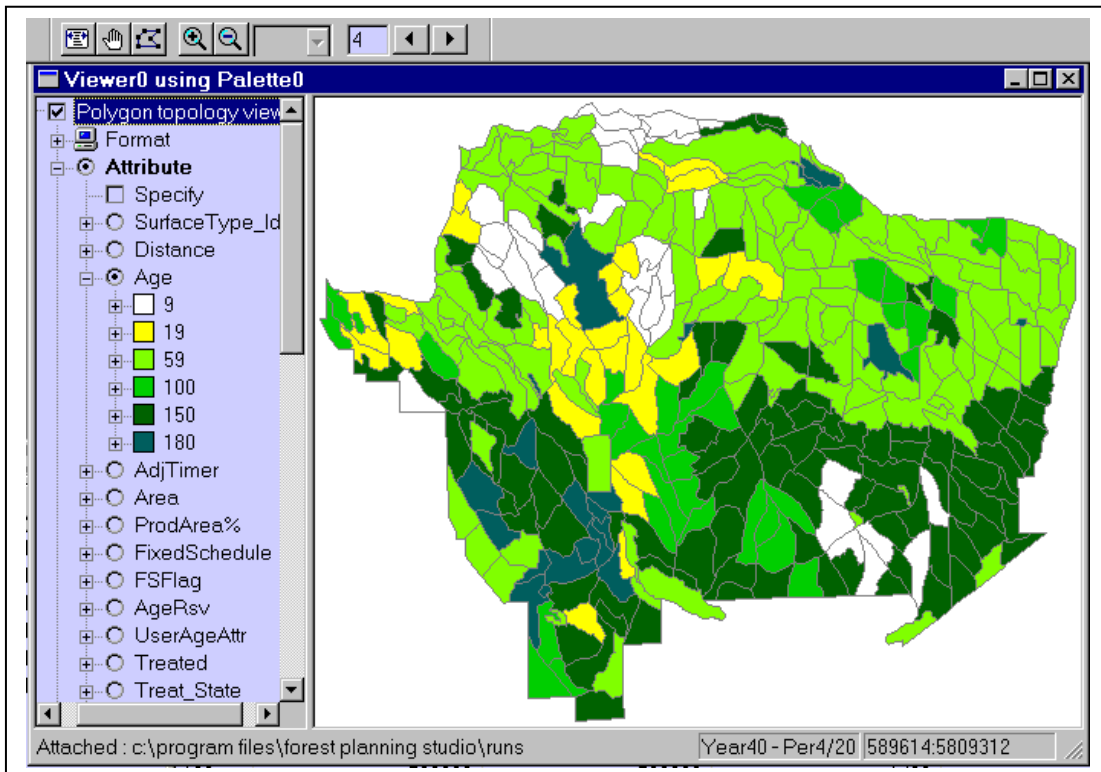 4
Viewer0 using Palette0
Polygon topology view
Format
Attribute
Specify
SurfaceType_Id
Distance
Age
9
19
59
100
150
180
AdjTimer
Area
ProdArea%
FixedSchedule
FSFlag
AgeRsv
UserAgeAttr
Treated
Treat_State
Attached : c:\program files\forest planning studio\runs
Year40 - Per4/20
589614:5809312